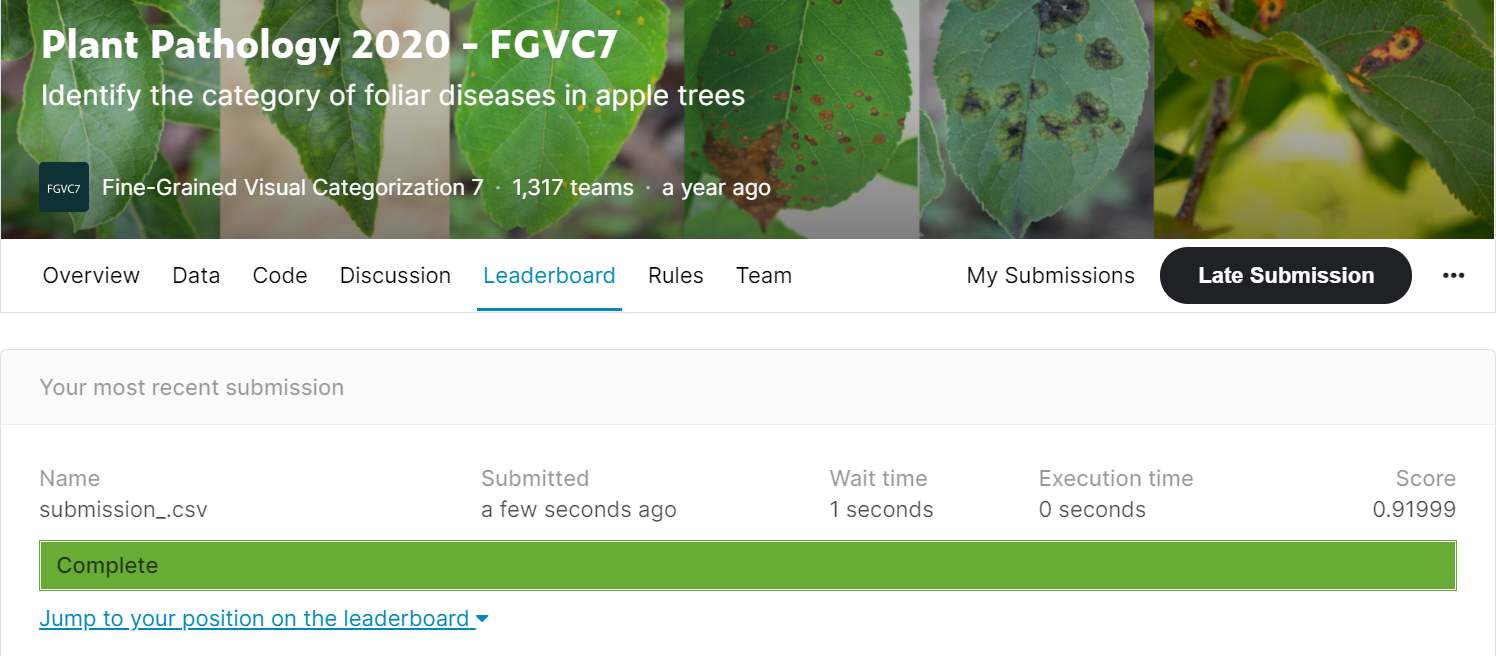 Plant Pathology 2020 - FGVC7
Identify the category of foliar diseases in apple trees
FGVC7
Fine-Grained Visual Categorization 7 · 1,317 teams · a year ago
Overview Data Code Discussion Leaderboard Rules Team My Submissions Late Submission
Your most recent submission
Name Submitted Wait time Execution time Score
submission_.csv a few seconds ago 1 seconds 0 seconds 0.91999
Complete
Jump to your position on the leaderboard